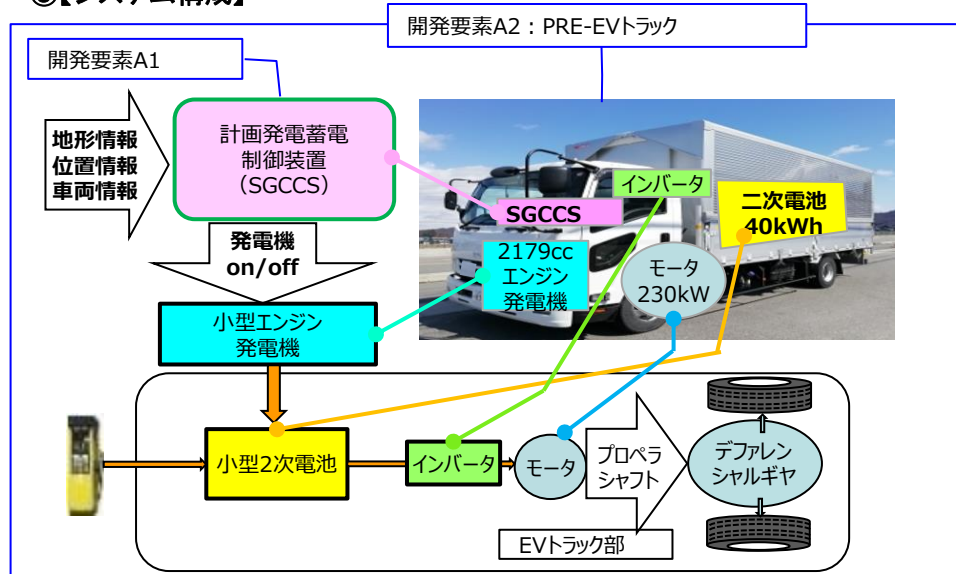 【システム構成】
開発要素A2：PRE-EVトラック
開発要素A1
地形情報
位置情報
車両情報
計画発電蓄電
制御装置
（SGCCS）
インバータ
二次電池
40kWh
SGCCS
発電機
on/off
2179cc
エンジン
発電機
モータ
230kW
小型エンジン
発電機
小型2次電池
インバータ
モータ
プロペラ
シャフト
デファレン
シャルギヤ
EVトラック部